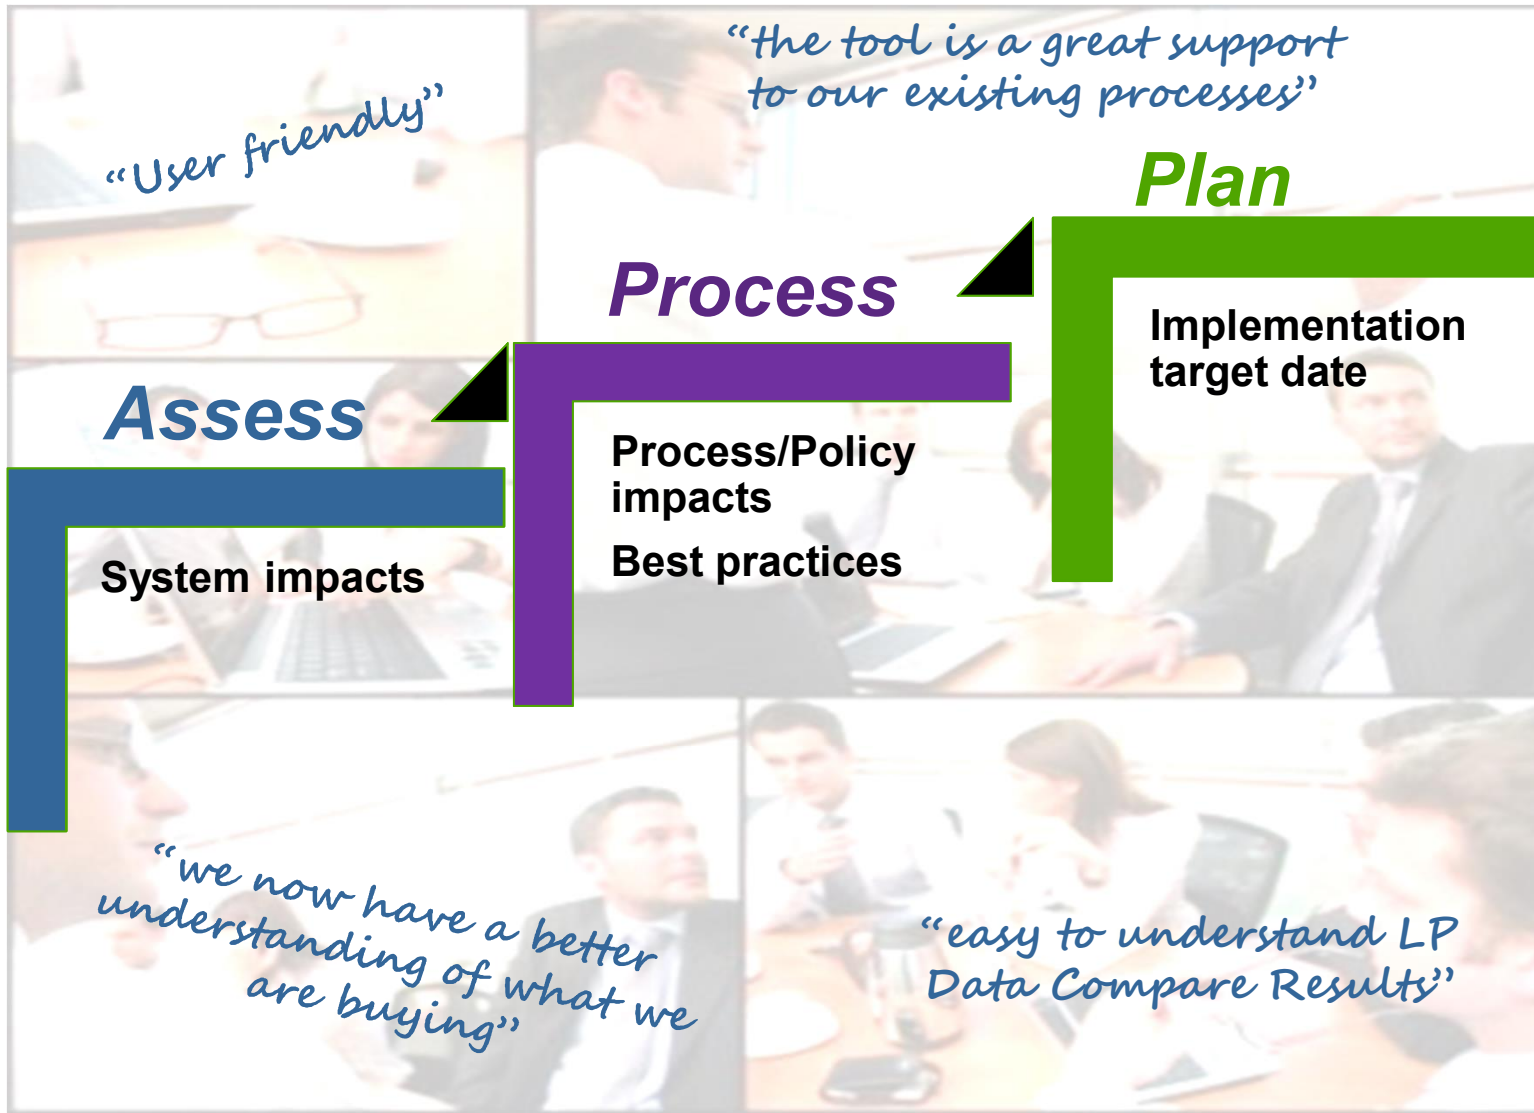 “User friendly”
“the tool is a great support
to our existing processes”
Plan
Implementation
target date
Process
Process/Policy
impacts
Best practices
Assess
System impacts
“we now have a better
understanding of what we
are buying”
“easy to understand LP
Data Compare Results”